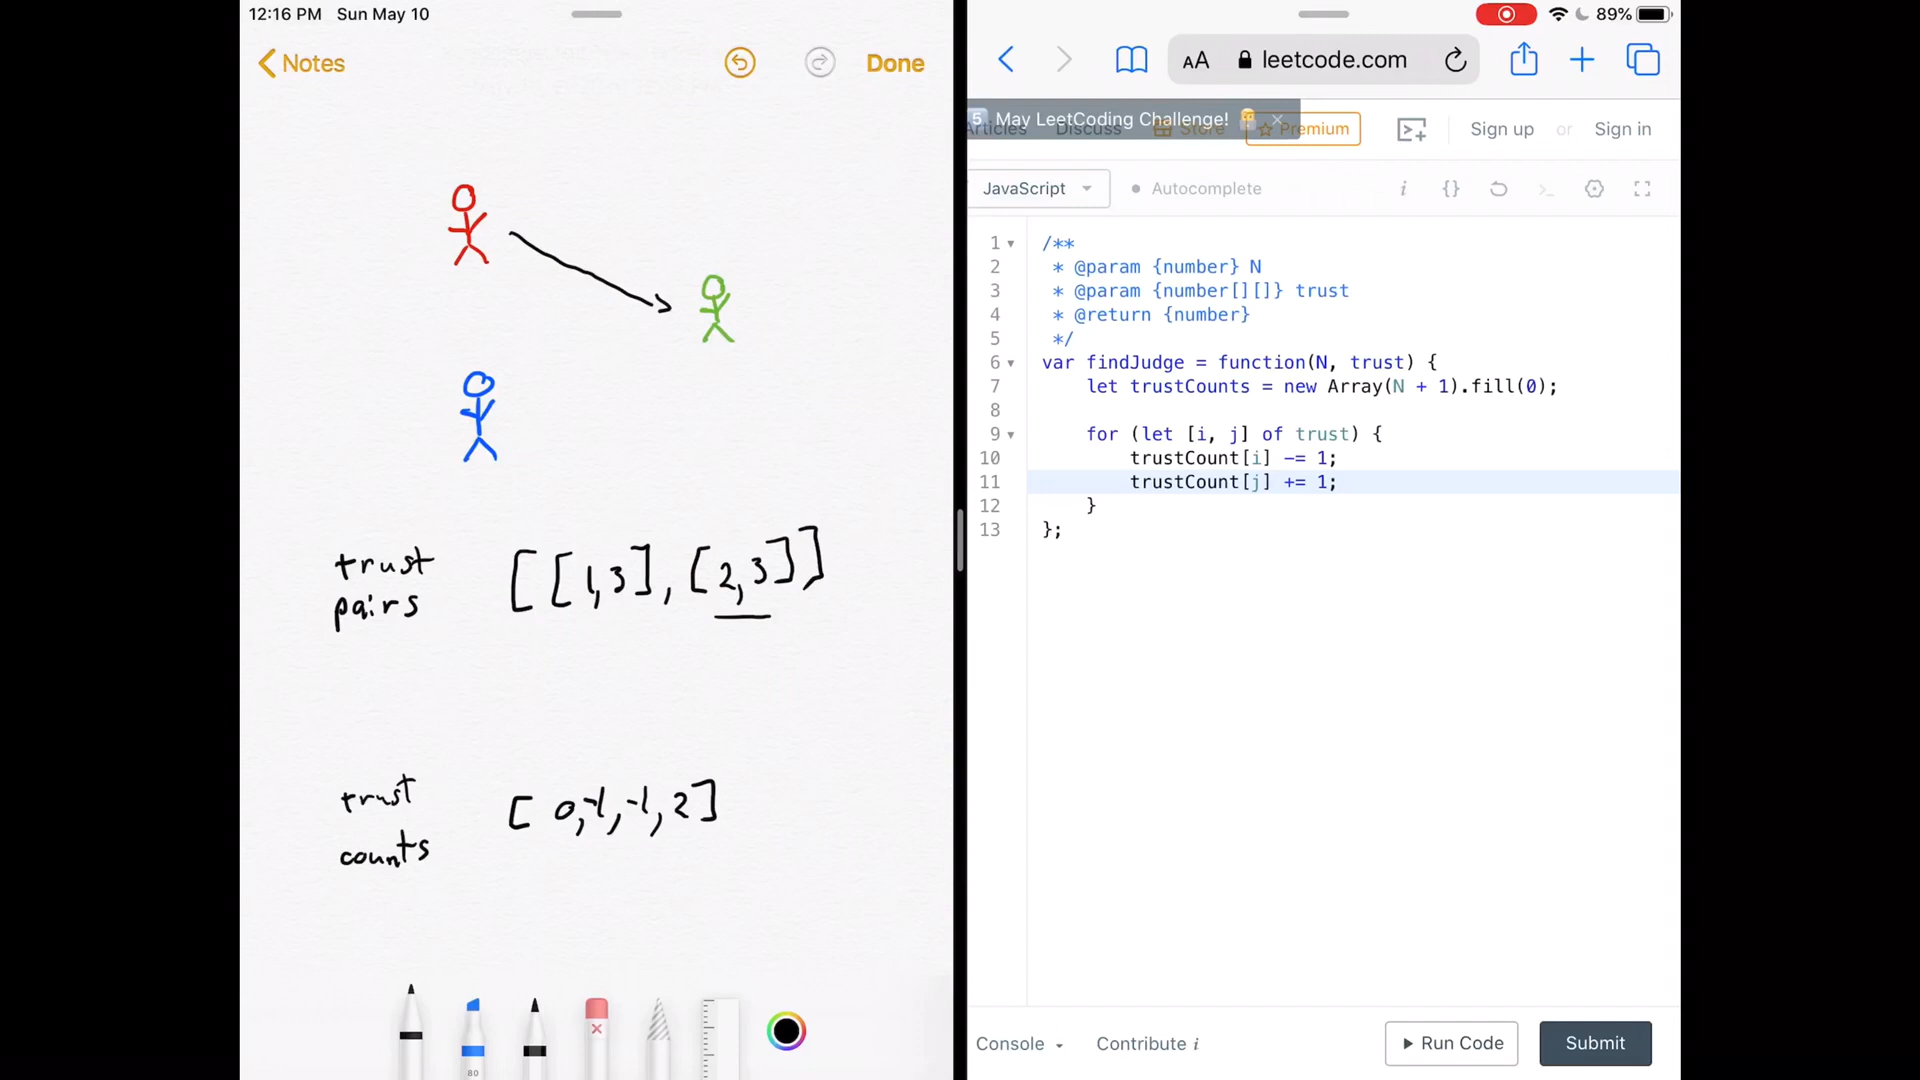 12:16 PM Sun May 10
Notes
Done
trust
pairs
[[1,3],[2,3]]
trust
counts
[0,-1,-1,2]
80
89%
AA leetcode.com
5 May LeetCoding Challenge!
Articles Discuss Store Premium Sign up or Sign in
JavaScript Autocomplete
1 /**
2 * @param {number} N
3 * @param {number[][]} trust
4 * @return {number}
5 */
6 var findJudge = function(N, trust) {
7 let trustCounts = new Array(N + 1).fill(0);
8
9 for (let [i, j] of trust) {
10 trustCount[i] -= 1;
11 trustCount[j] += 1;
12 }
13 };
Console Contribute i Run Code Submit